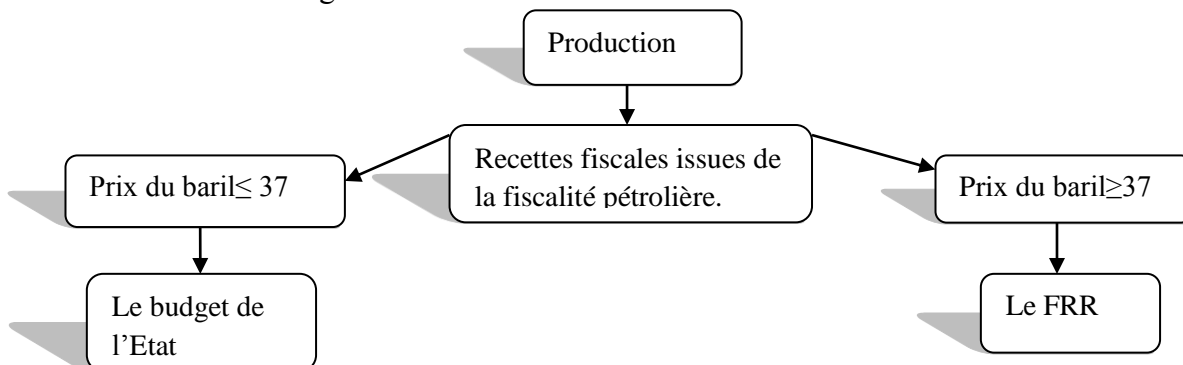 Production
Recettes fiscales issues de
la fiscalité pétrolière.
Prix du baril≤ 37
Prix du baril≥37
Le budget de
l’Etat
Le FRR